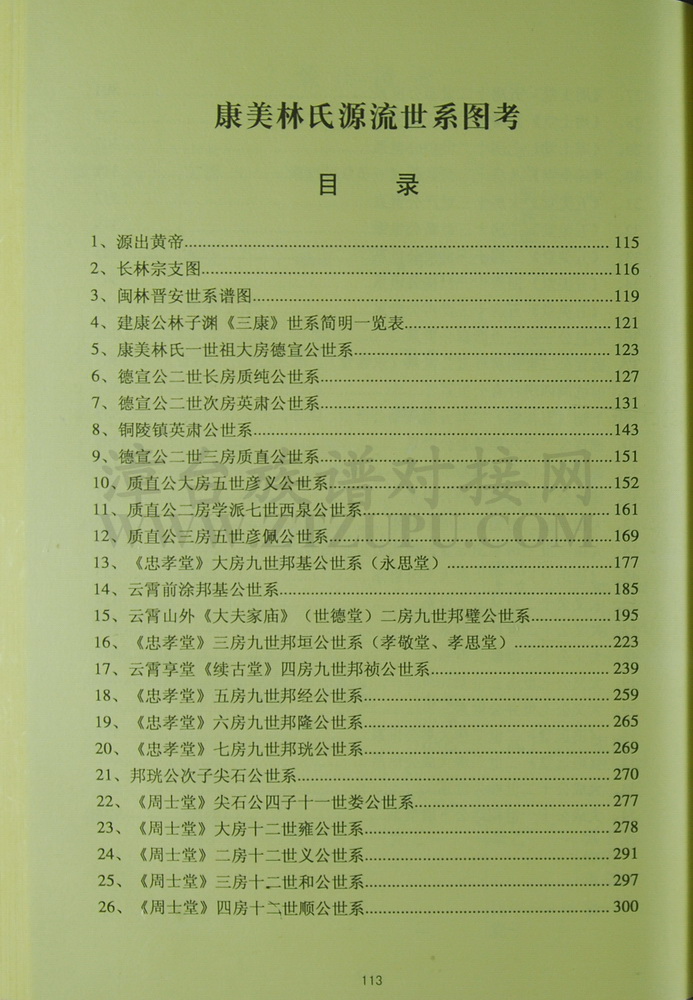 康美林氏源流世系图考
目 录
1、源出黄帝 115
2、长林宗支图 116
3、闽林晋安世系谱图 119
4、建康公林子渊《三康》世系简明一览表 121
5、康美林氏一世祖大房德宣公世系 123
6、德宣公二世长房质纯公世系 127
7、德宣公二世次房英肃公世系 131
8、铜陵镇英肃公世系 143
9、德宣公二世三房质直公世系 151
10、质直公大房五世彦义公世系 152
11、质直公二房学派七世西泉公世系 161
12、质直公三房五世彦佩公世系 169
13、《忠孝堂》大房九世邦基公世系（永思堂） 177
14、云霄前涂邦基公世系 185
15、云霄山外《大夫家庙》（世德堂）二房九世邦璧公世系 195
16、《忠孝堂》三房九世邦垣公世系（孝敬堂、孝思堂） 223
17、云霄享堂《续古堂》四房九世邦祯公世系 239
18、《忠孝堂》五房九世邦经公世系 259
19、《忠孝堂》六房九世邦隆公世系 265
20、《忠孝堂》七房九世邦珖公世系 269
21、邦珖公次子尖石公世系 270
22、《周士堂》尖石公四子十一世娄公世系 277
23、《周士堂》大房十二世雍公世系 278
24、《周士堂》二房十二世义公世系 291
25、《周士堂》三房十二世和公世系 297
26、《周士堂》四房十二世顺公世系 300
113